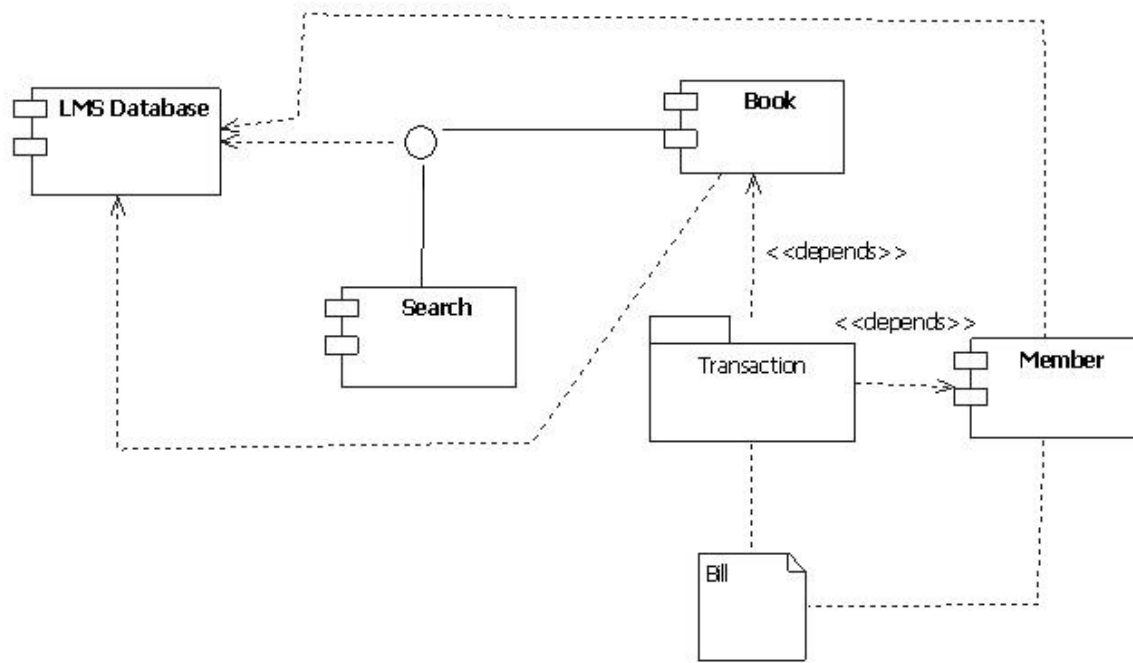 LMS Database
Book
<<depends>>
Search
<<depends>>
Transaction
Member
Bill